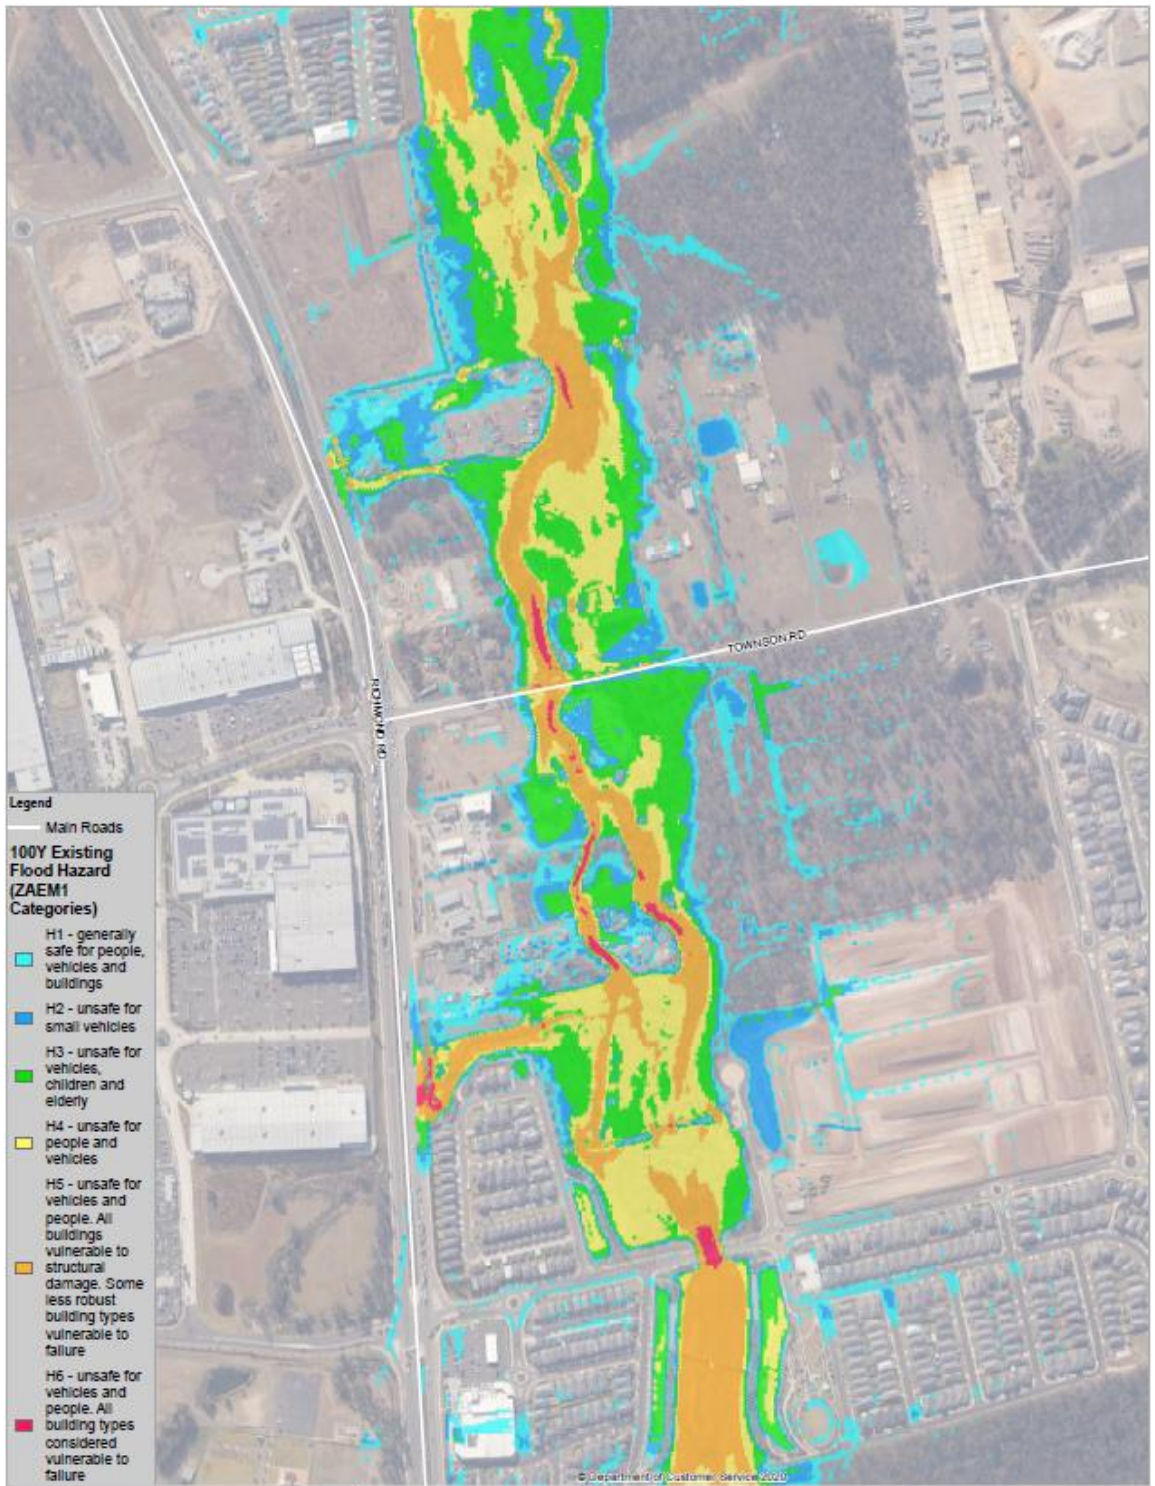 TOWNSON RD
RICHMOND RD
Legend
Main Roads
100Y Existing
Flood Hazard
(ZAEM1
Categories)
H1 - generally
safe for people,
vehicles and
buildings
H2 - unsafe for
small vehicles
H3 - unsafe for
vehicles,
children and
elderly
H4 - unsafe for
people and
vehicles
H5 - unsafe for
vehicles and
people. All
buildings
vulnerable to
structural
damage. Some
less robust
building types
vulnerable to
failure
H6 - unsafe for
vehicles and
people. All
building types
considered
vulnerable to
failure
© Department of Customer Service 2020